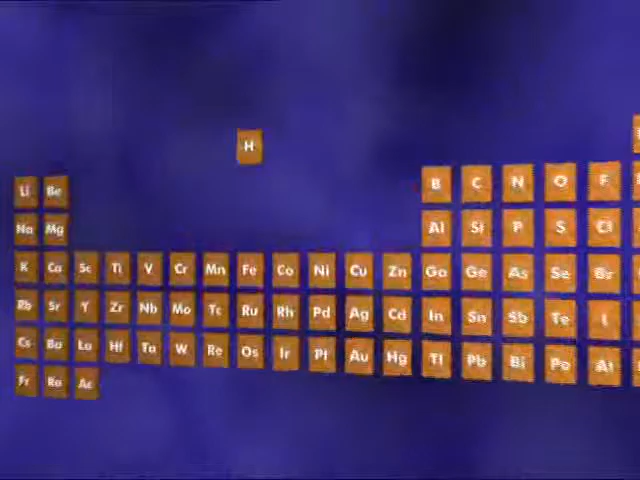 H
Li Be B C N O F
Na Mg Al Si P S Cl
K Ca Sc Ti V Cr Mn Fe Co Ni Cu Zn Ga Ge As Se Br
Rb Sr Y Zr Nb Mo Tc Ru Rh Pd Ag Cd In Sn Sb Te I
Cs Ba La Hf Ta W Re Os Ir Pt Au Hg Tl Pb Bi Po At
Fr Ra Ac